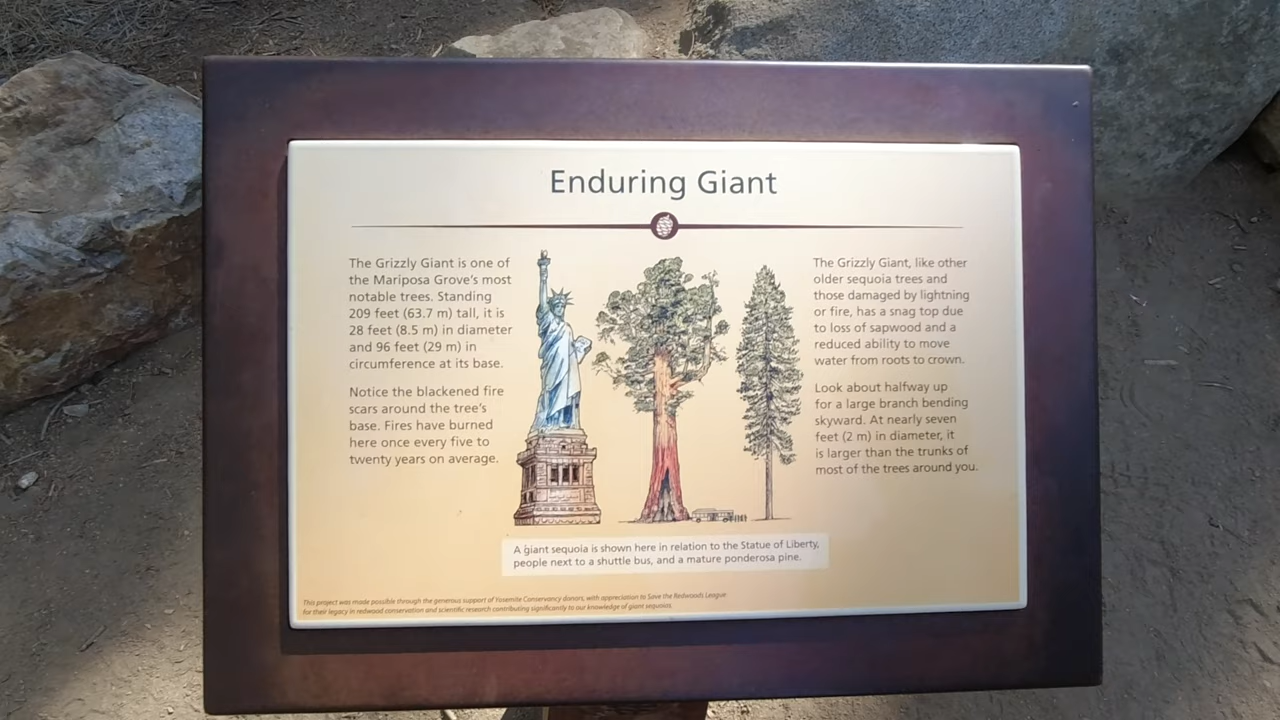 Enduring Giant
The Grizzly Giant is one of
the Mariposa Grove's most
notable trees. Standing
209 feet (63.7 m) tall, it is
28 feet (8.5 m) in diameter
and 96 feet (29 m) in
circumference at its base.
Notice the blackened fire
scars around the tree's
base. Fires have burned
here once every five to
twenty years on average.
The Grizzly Giant, like other
older sequoia trees and
those damaged by lightning
or fire, has a snag top due
to loss of sapwood and a
reduced ability to move
water from roots to crown.
Look about halfway up
for a large branch bending
skyward. At nearly seven
feet (2 m) in diameter, it
is larger than the trunks of
most of the trees around you.
A giant sequoia is shown here in relation to the Statue of Liberty,
people next to a shuttle bus, and a mature ponderosa pine.
This project was made possible through the generous support of Yosemite Conservancy donors, with appreciation to Save the Redwoods League
for their legacy in redwood conservation and scientific research contributing significantly to our knowledge of giant sequoias.